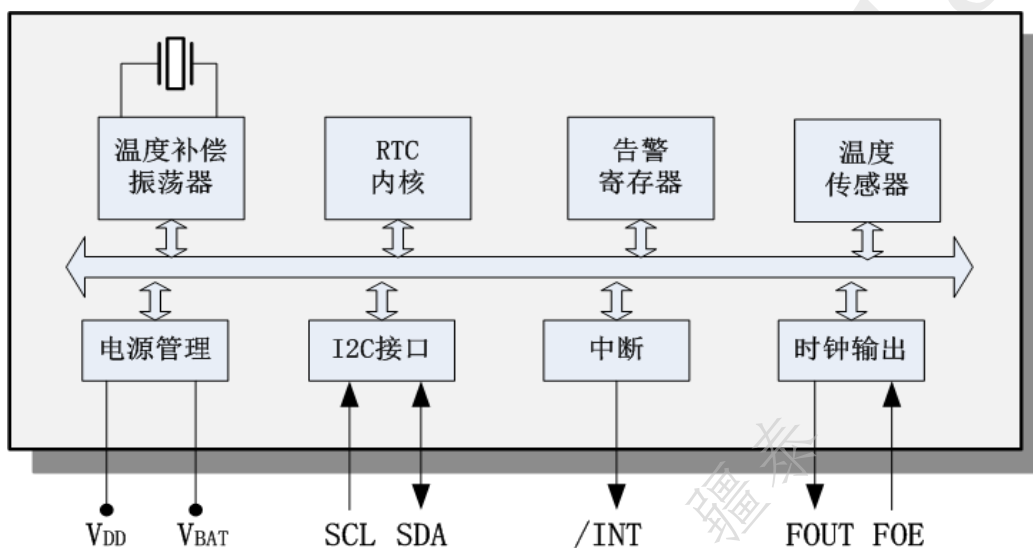 温度补偿
振荡器
RTC
内核
告警
寄存器
温度
传感器
电源管理
I2C接口
中断
时钟输出
VDD
VBAT
SCL
SDA
/INT
FOUT
FOE
疆泰